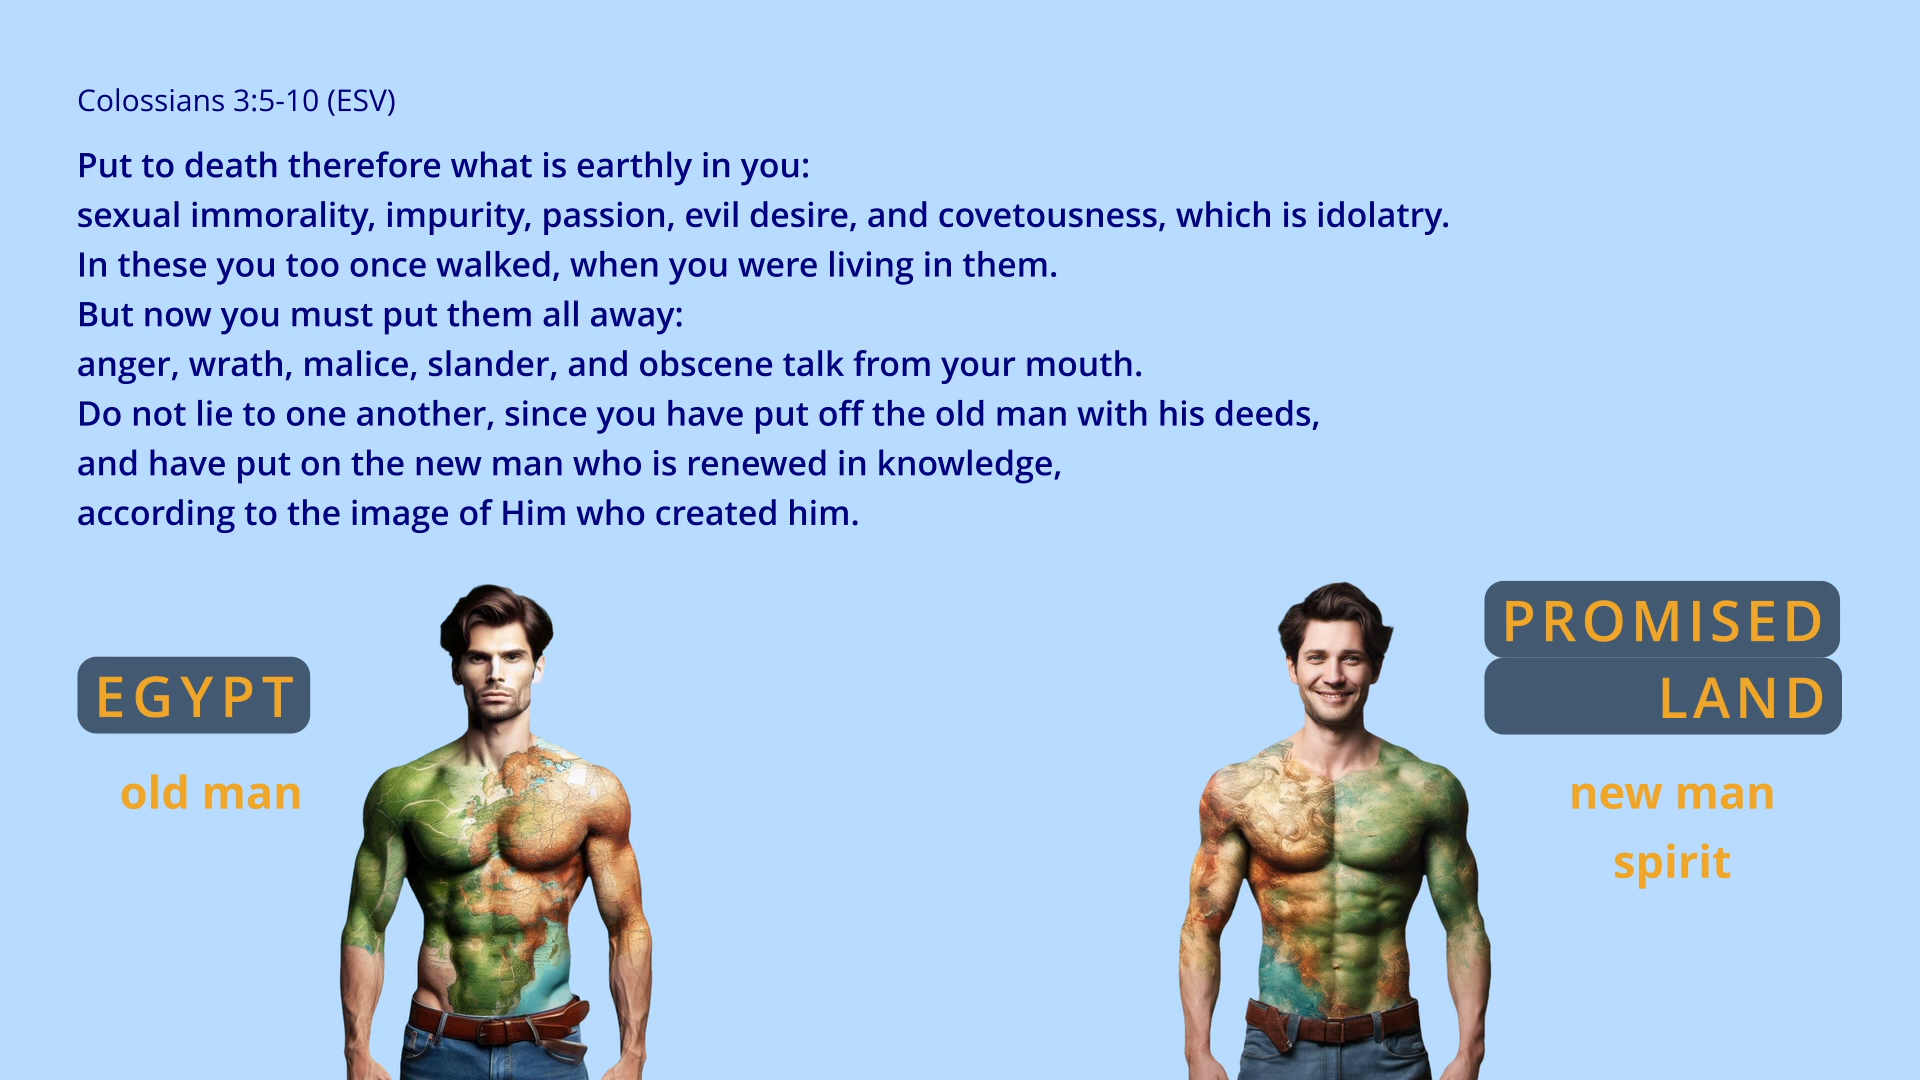 Colossians 3:5-10 (ESV)
Put to death therefore what is earthly in you:
sexual immorality, impurity, passion, evil desire, and covetousness, which is idolatry.
In these you too once walked, when you were living in them.
But now you must put them all away:
anger, wrath, malice, slander, and obscene talk from your mouth.
Do not lie to one another, since you have put off the old man with his deeds,
and have put on the new man who is renewed in knowledge,
according to the image of Him who created him.
EGYPT
old man
PROMISED
LAND
new man
spirit